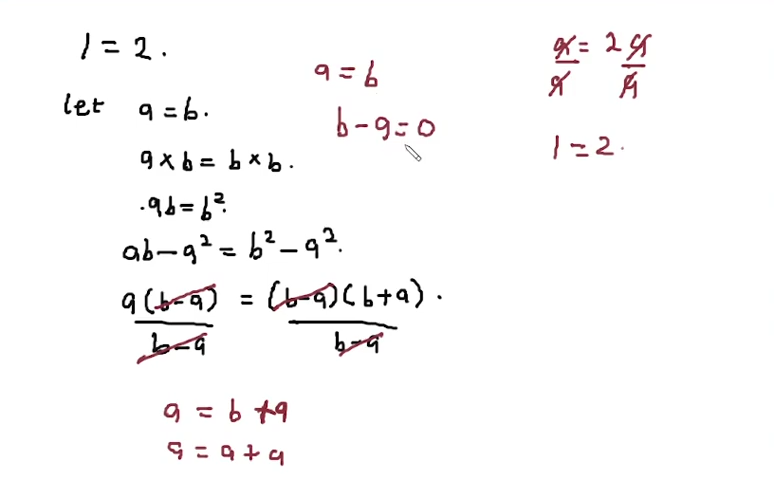 1 = 2.
let a = b.
a × b = b × b.
. ab = b².
ab - a² = b² - a².
a(b-a) = (b-a)(b+a).
b-a b-a
a = b + a
a = a + a
a = b
b - a = 0
a = 2a
a a
1 = 2.